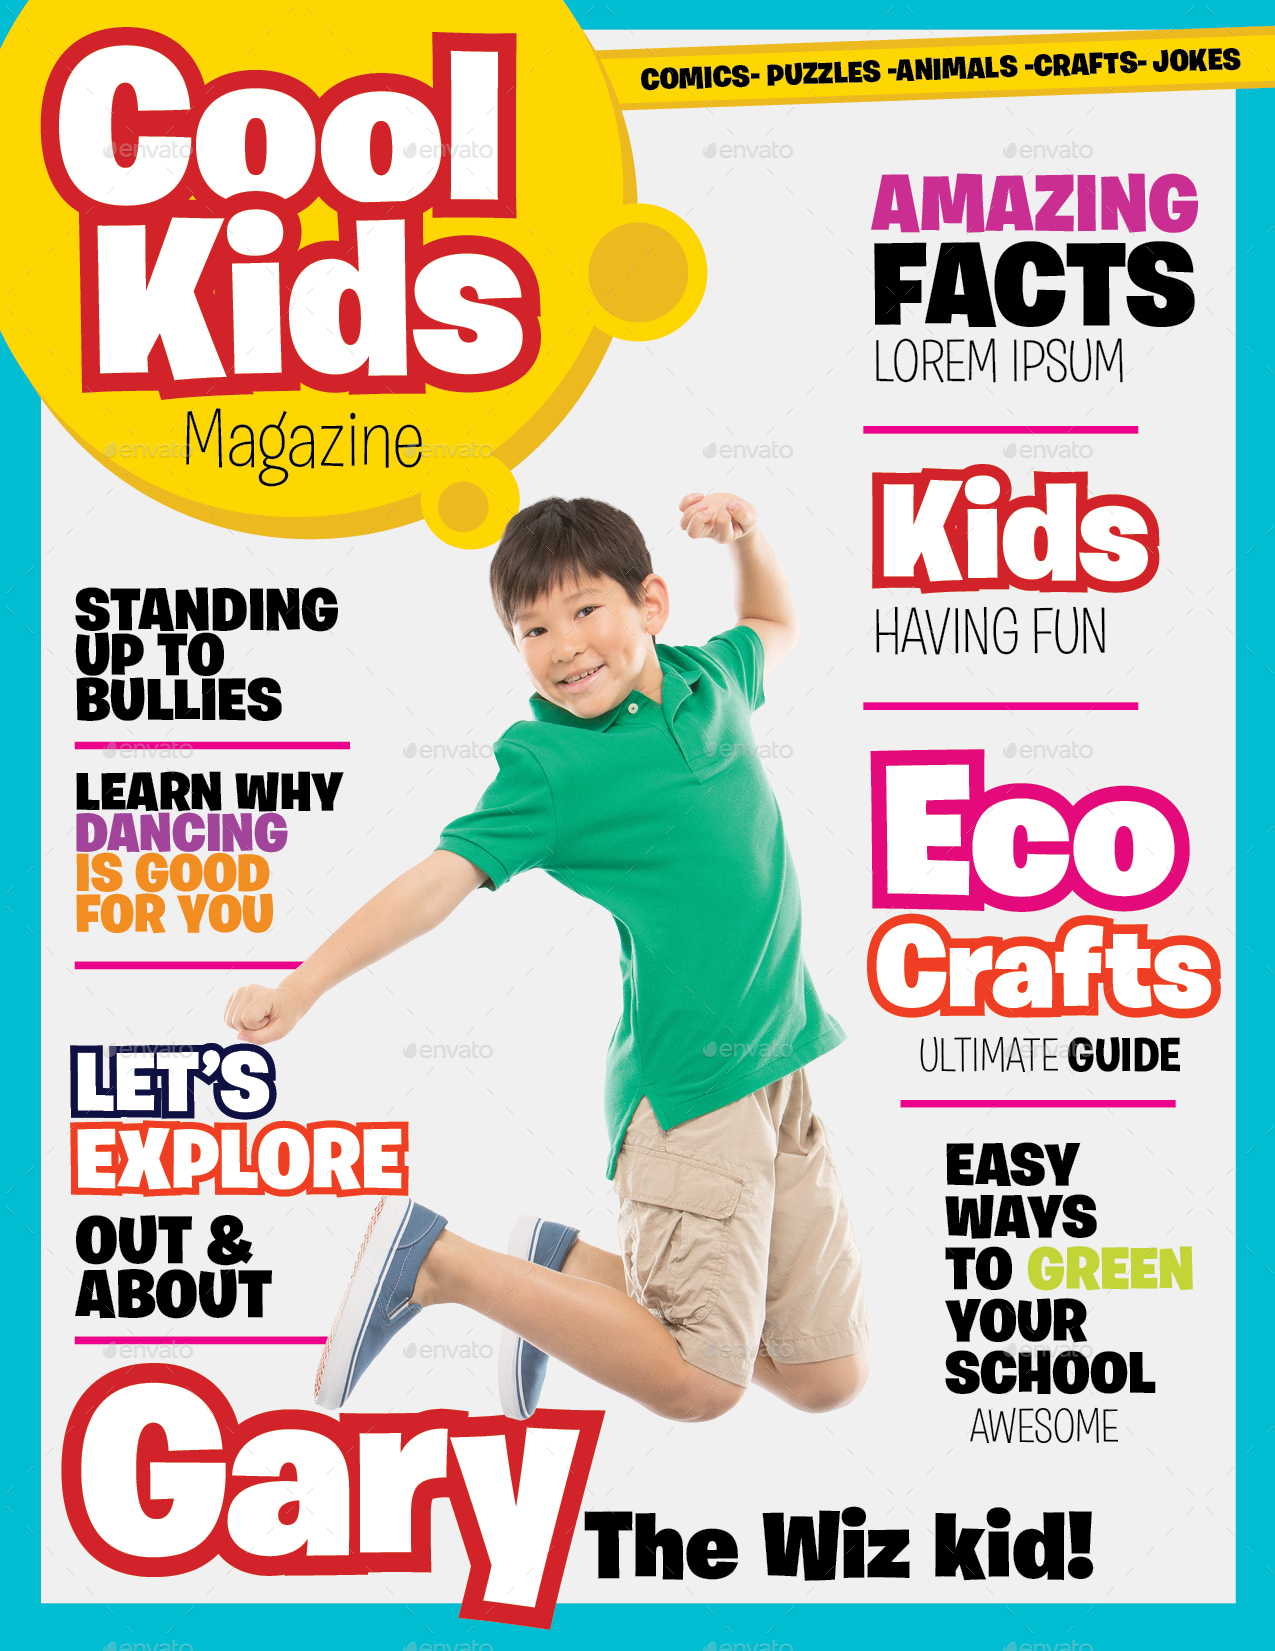 Cool
Kids
Magazine
COMICS- PUZZLES -ANIMALS -CRAFTS- JOKES
AMAZING
FACTS
LOREM IPSUM
Kids
HAVING FUN
Eco
Crafts
ULTIMATE GUIDE
EASY
WAYS
TO GREEN
YOUR
SCHOOL
AWESOME
STANDING
UP TO
BULLIES
LEARN WHY
DANCING
IS GOOD
FOR YOU
LET'S
EXPLORE
OUT &
ABOUT
Gary
The Wiz kid!
envato